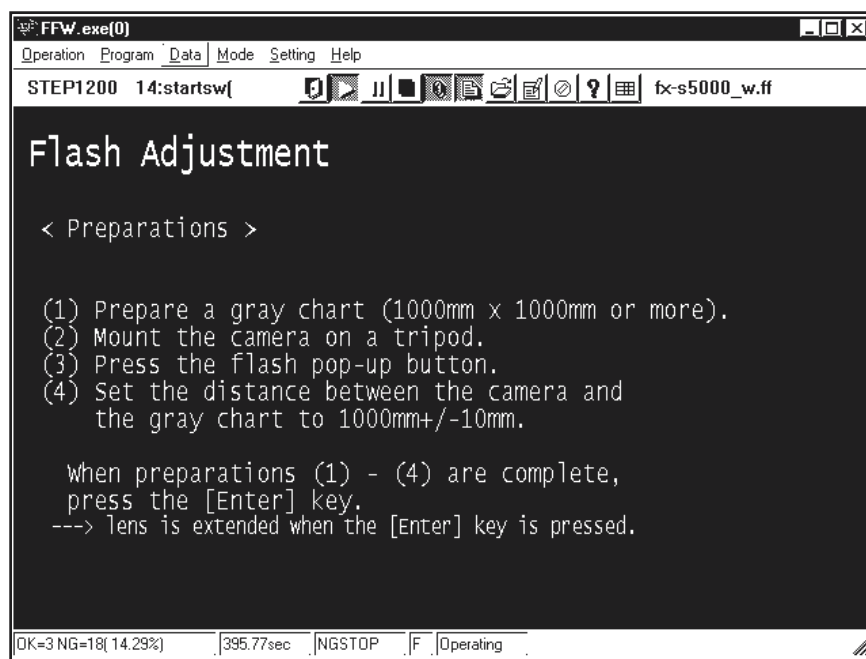 FFW.exe(0)
Operation Program Data Mode Setting Help
STEP1200 14:startsw( fx-s5000_w.ff
Flash Adjustment
< Preparations >
(1) Prepare a gray chart (1000mm x 1000mm or more).
(2) Mount the camera on a tripod.
(3) Press the flash pop-up button.
(4) Set the distance between the camera and
the gray chart to 1000mm+/-10mm.
When preparations (1) - (4) are complete,
press the [Enter] key.
---> lens is extended when the [Enter] key is pressed.
OK=3 NG=18( 14.29%) 395.77sec NGSTOP F Operating